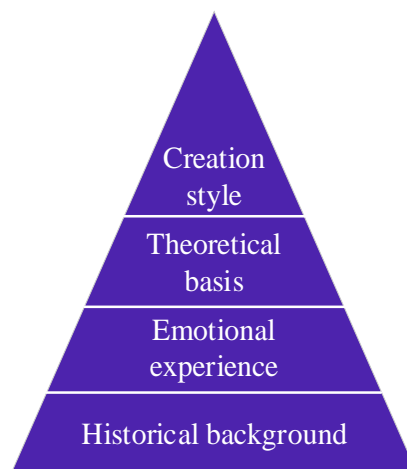 Creation
style
Theoretical
basis
Emotional
experience
Historical background